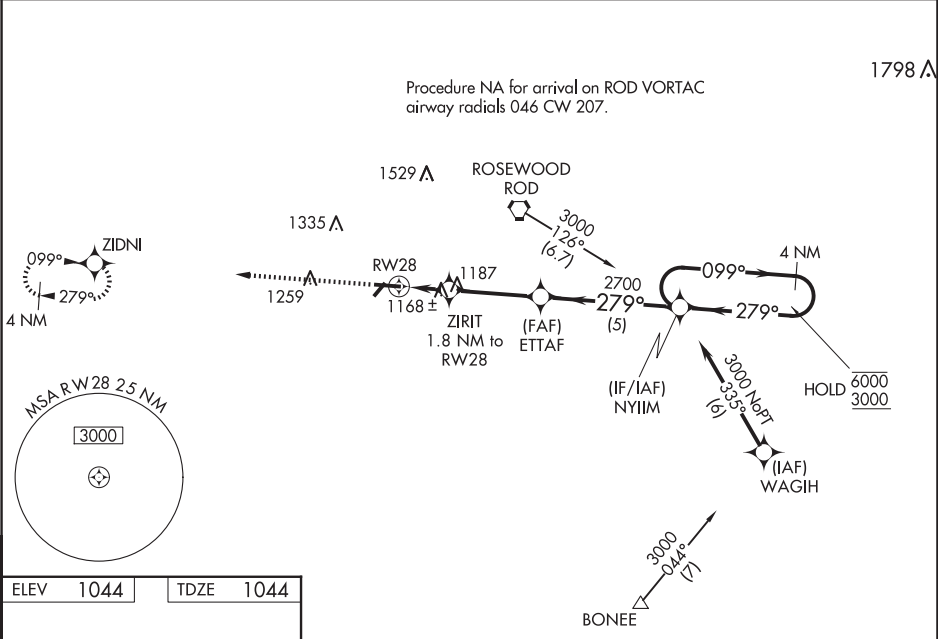 1798
Procedure NA for arrival on ROD VORTAC
airway radials 046 CW 207.
1529
ROSEWOOD
ROD
1335
3000
126°
(6.7)
ZIDNI
099°
279°
4 NM
1259
RW28
1187
1168 ±
ZIRIT
1.8 NM to
RW28
(FAF)
ETTAF
2700
279°
(5)
099°
4 NM
279°
(IF/IAF)
NYIIM
HOLD 6000
3000
3000 NoPT
335°
(6)
(IAF)
WAGIH
MSA RW28 25 NM
3000
3000
044°
(7)
BONEE
ELEV 1044
TDZE 1044